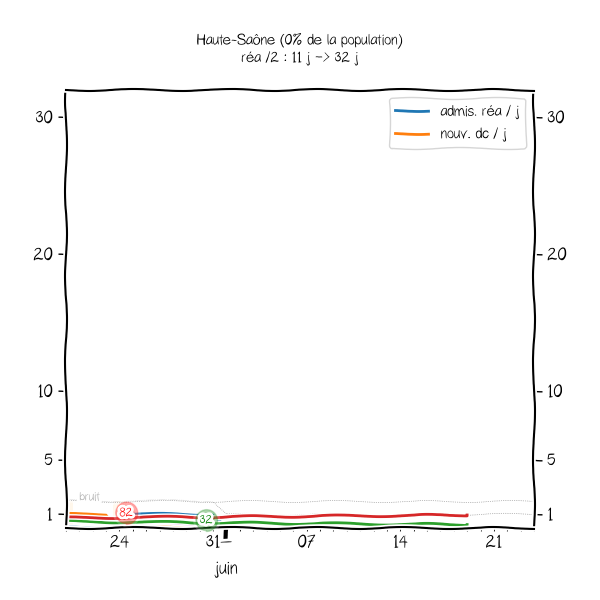 Haute-Saône (0% de la population)
réa /2 : 11 j -> 32 j
admis. réa / j
nouv. dc / j
30 30
20 20
10 10
5 5
bruit
82
32
1 1
24 31 07 14 21
juin